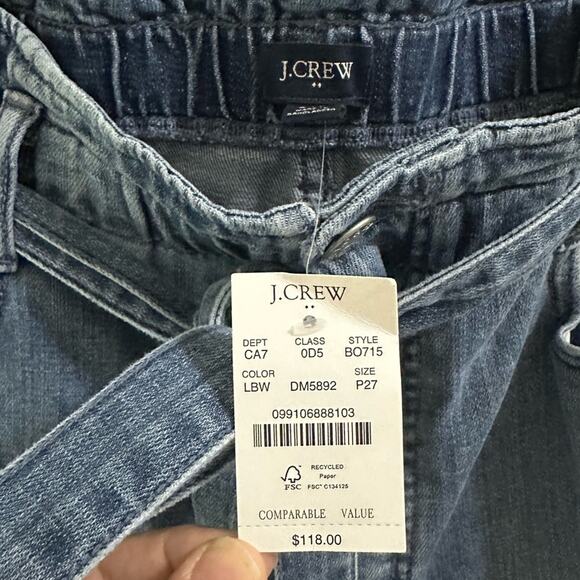 J.CREW
J.CREW
DEPT CLASS STYLE
CA7 0D5 BO715
COLOR SIZE
LBW DM5892 P27
099106888103
FSC
RECYCLED
Paper
FSC® C134125
COMPARABLE VALUE
$118.00